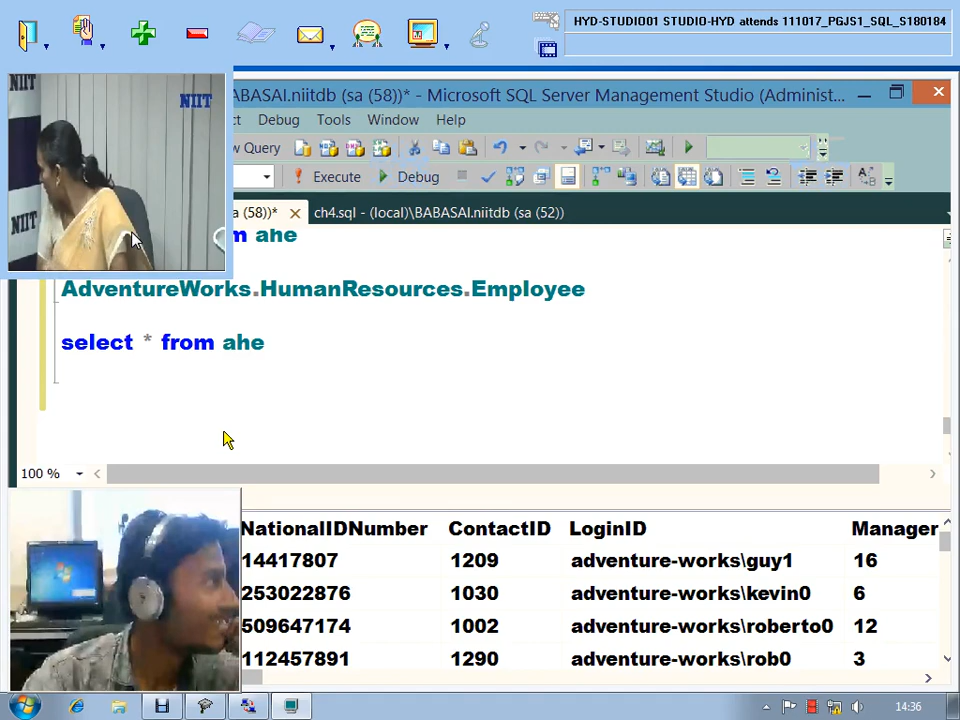 HYD-STUDIO01 STUDIO-HYD attends 111017_PGJS1_SQL_S180184
NIIT
NIIT
NIIT
NIIT
BABASAI.niitdb (sa (58))* - Microsoft SQL Server Management Studio (Administ...
Debug Tools Window Help
Query
Execute Debug
(58))* ch4.sql - (local)\BABASAI.niitdb (sa (52))
ahe
AdventureWorks.HumanResources.Employee
select * from ahe
100 %
NationalIDNumber ContactID LoginID Manager
14417807 1209 adventure-works\guy1 16
253022876 1030 adventure-works\kevin0 6
509647174 1002 adventure-works\roberto0 12
112457891 1290 adventure-works\rob0 3
14:36